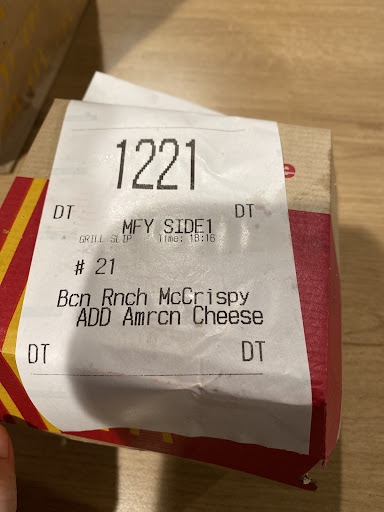 1221
DT DT
MFY SIDE1
GRILL SLIP Time: 18:16
# 21
Bcn Rnch McCrispy
ADD Amrcn Cheese
DT DT